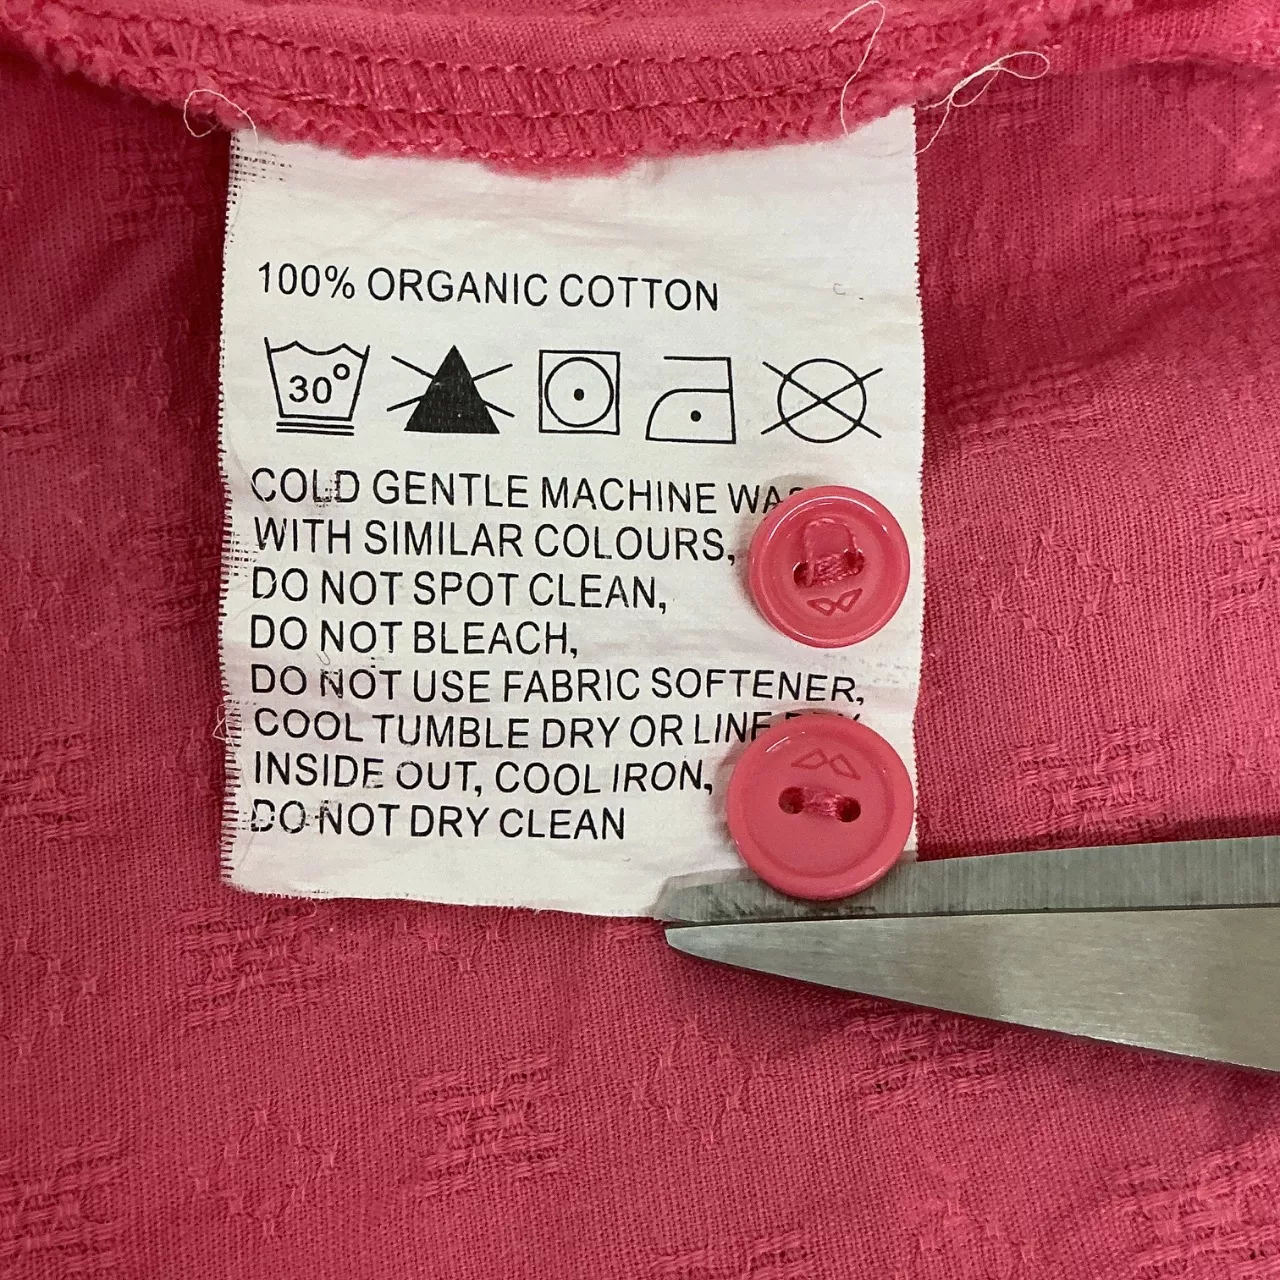 100% ORGANIC COTTON
30°
COLD GENTLE MACHINE
WITH SIMILAR COLOURS,
DO NOT SPOT CLEAN,
DO NOT BLEACH,
DO NOT USE FABRIC SOFTENER,
COOL TUMBLE DRY OR LINE
INSIDE OUT, COOL IRON,
DO NOT DRY CLEAN